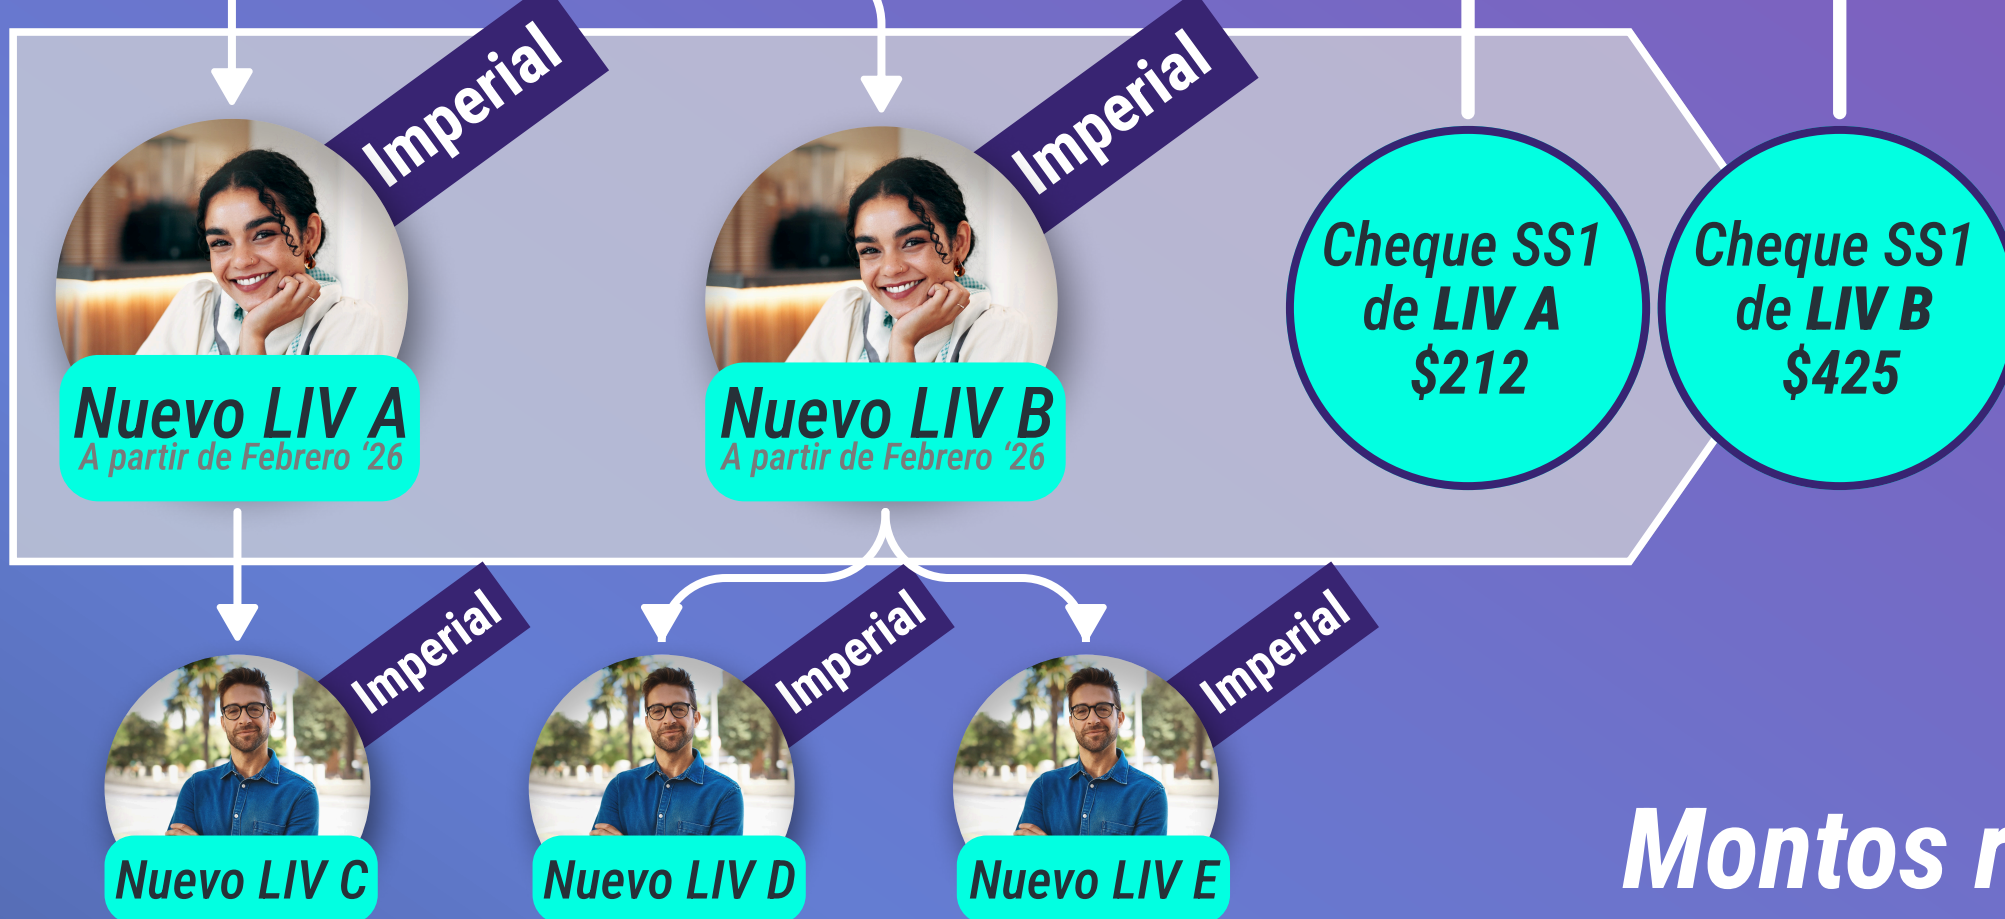 Imperial
Imperial
Cheque SS1
de LIV A
$212
Cheque SS1
de LIV B
$425
Nuevo LIV A
A partir de Febrero ‘26
Nuevo LIV B
A partir de Febrero ‘26
Imperial
Imperial
Imperial
Nuevo LIV C
Nuevo LIV D
Nuevo LIV E
Montos